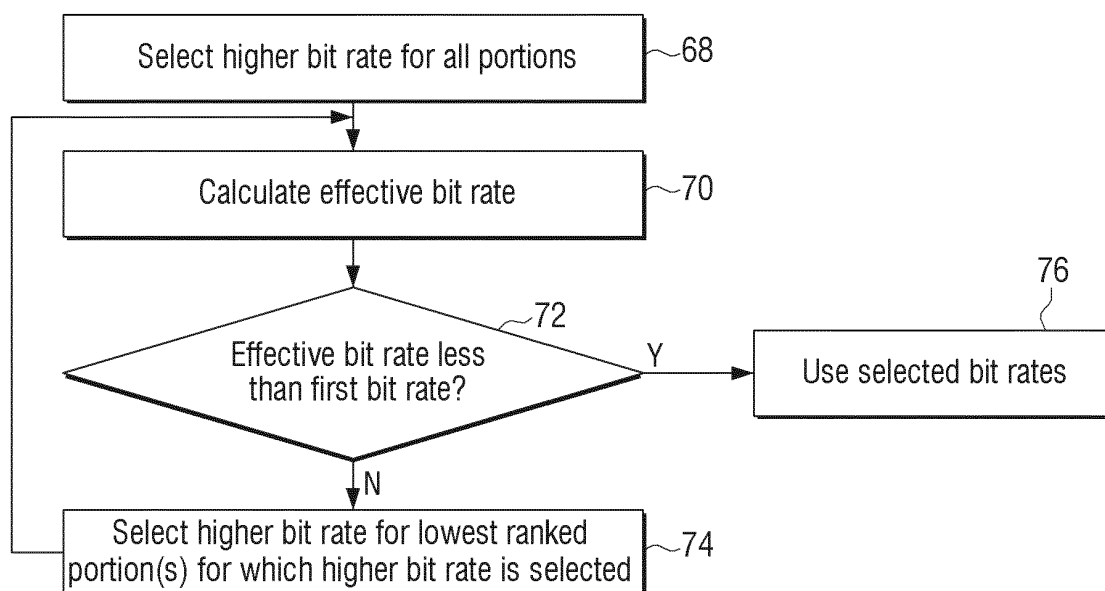 Select higher bit rate for all portions
68
Calculate effective bit rate
70
72
Effective bit rate less
than first bit rate?
Y
76
Use selected bit rates
N
Select higher bit rate for lowest ranked
portion(s) for which higher bit rate is selected
74